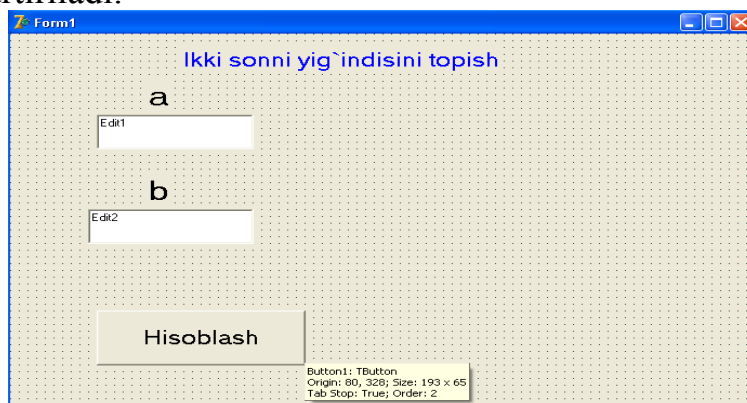 Form1
Ikki sonni yig`indisini topish
a
Edit1
b
Edit2
Hisoblash
Button1: TButton
Origin: 80, 328; Size: 193 x 65
Tab Stop: True; Order: 2